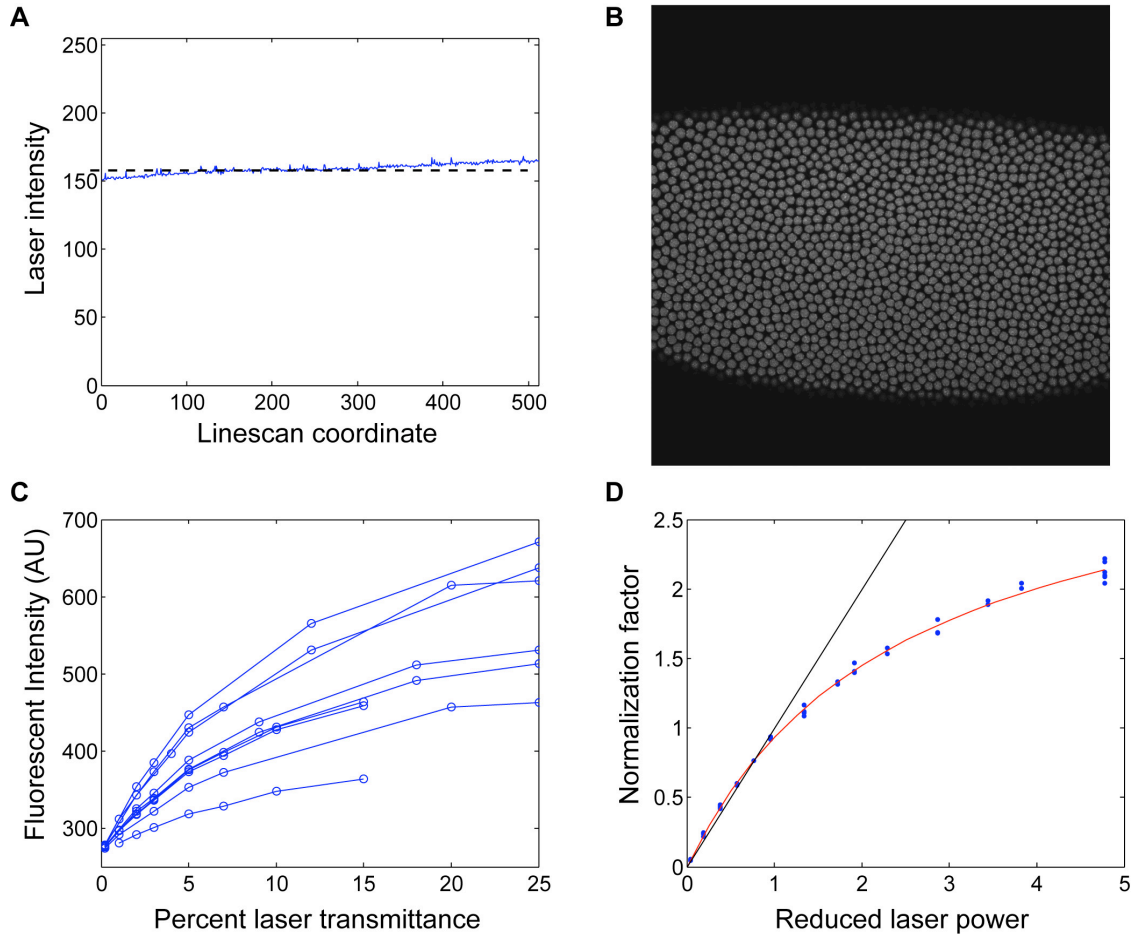 A
250
200
150
100
50
0
0 100 200 300 400 500
Laser intensity
Linescan coordinate
B
C
700
600
500
400
300
0 5 10 15 20 25
Fluorescent Intensity (AU)
Percent laser transmittance
D
2.5
2
1.5
1
0.5
0
0 1 2 3 4 5
Normalization factor
Reduced laser power